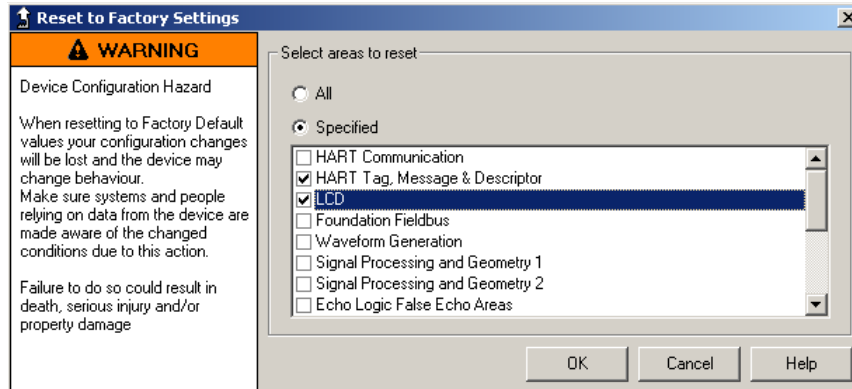 Reset to Factory Settings
WARNING
Device Configuration Hazard
When resetting to Factory Default
values your configuration changes
will be lost and the device may
change behaviour.
Make sure systems and people
relying on data from the device are
made aware of the changed
conditions due to this action.
Failure to do so could result in
death, serious injury and/or
property damage
Select areas to reset
All
Specified
HART Communication
HART Tag, Message & Descriptor
LCD
Foundation Fieldbus
Waveform Generation
Signal Processing and Geometry 1
Signal Processing and Geometry 2
Echo Logic False Echo Areas
OK
Cancel
Help